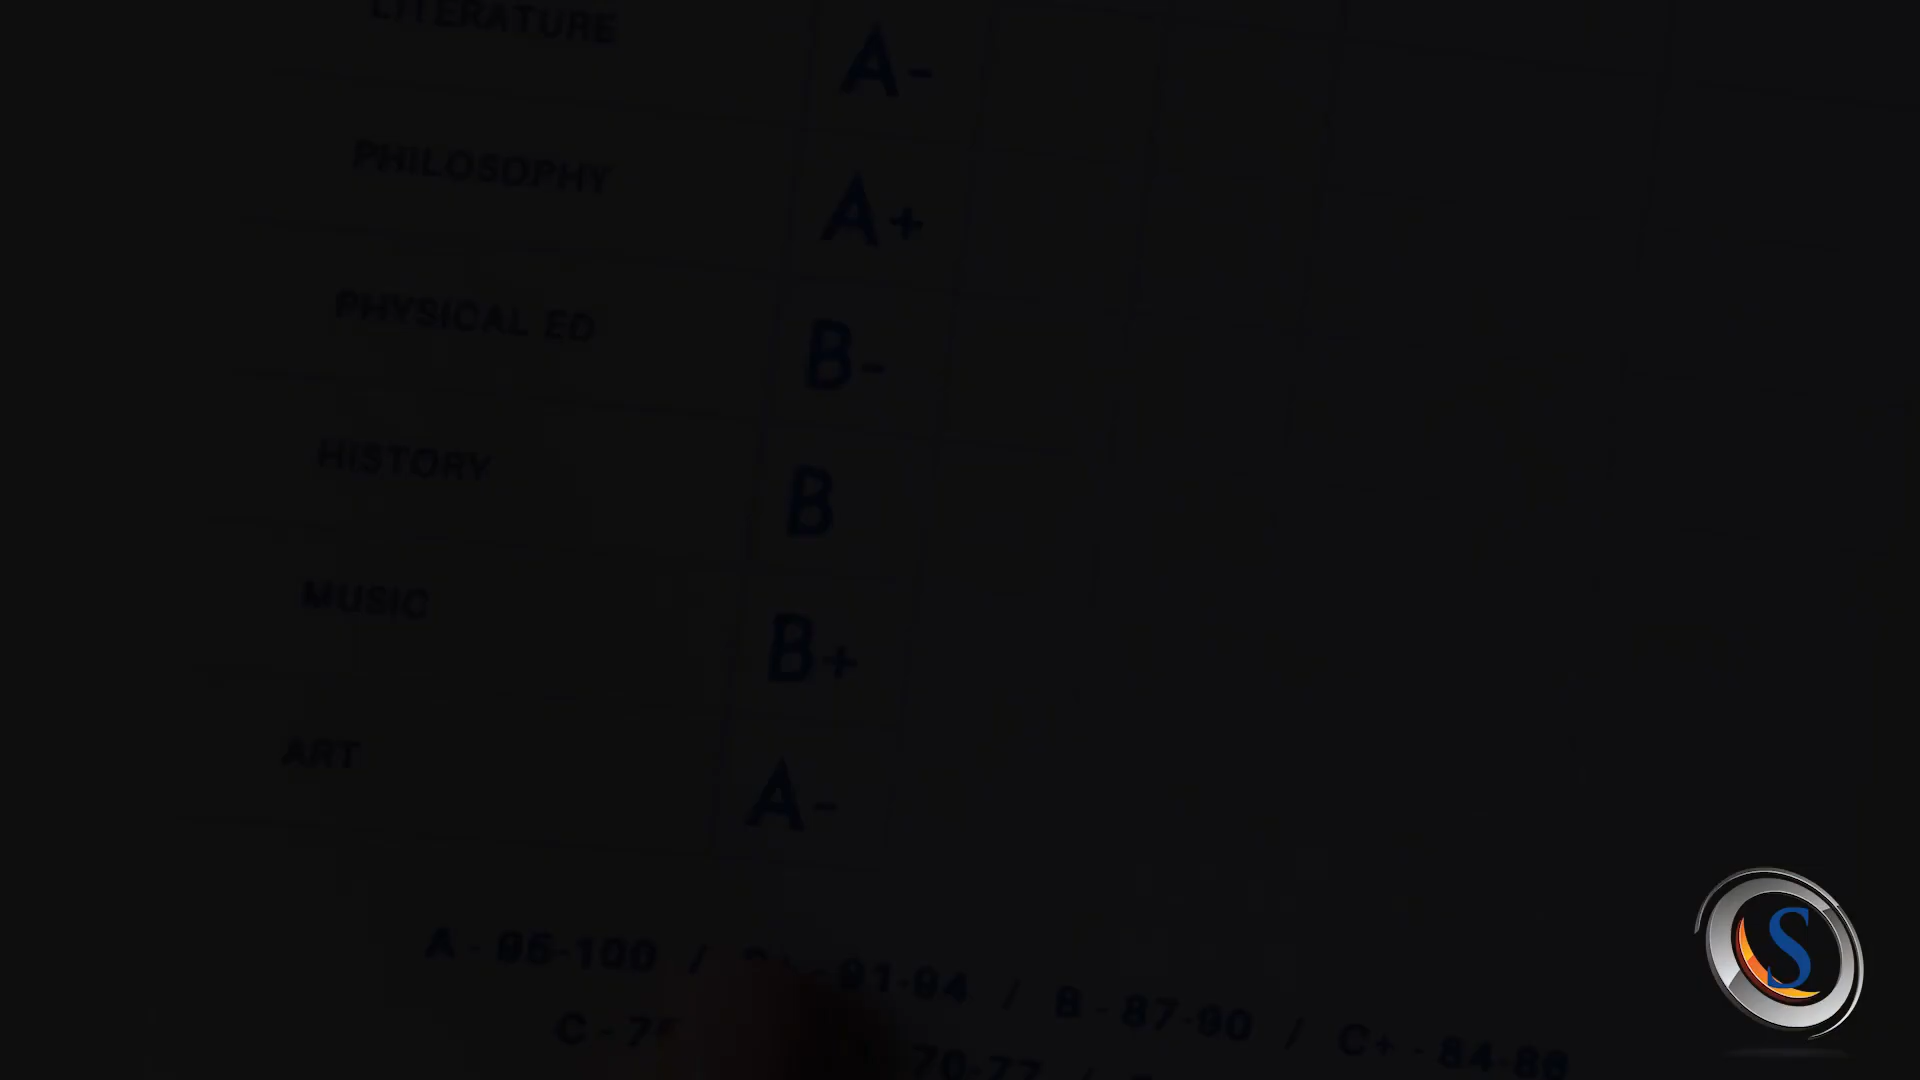 LITERATURE A-
PHILOSOPHY A+
PHYSICAL ED B-
HISTORY B
MUSIC B+
ART A-
A - 95-100 / B+ - 91-94 / B - 87-90 / C+ - 84-86
C - 70-77 /
S